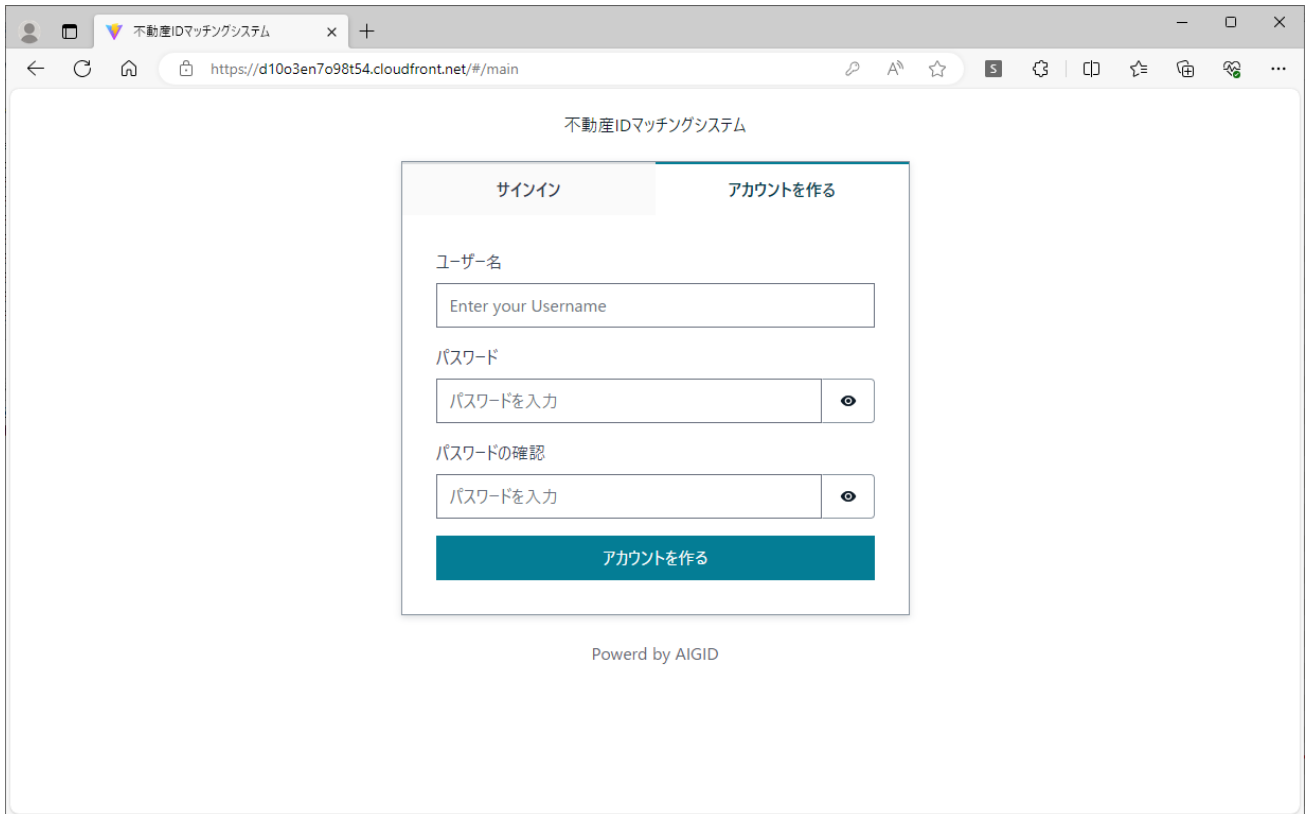 不動産IDマッチングシステム
https://d10o3en7o98t54.cloudfront.net/#/main
不動産IDマッチングシステム
サインイン
アカウントを作る
ユーザー名
Enter your Username
パスワード
パスワードを入力
パスワードの確認
パスワードを入力
アカウントを作る
Powerd by AIGID